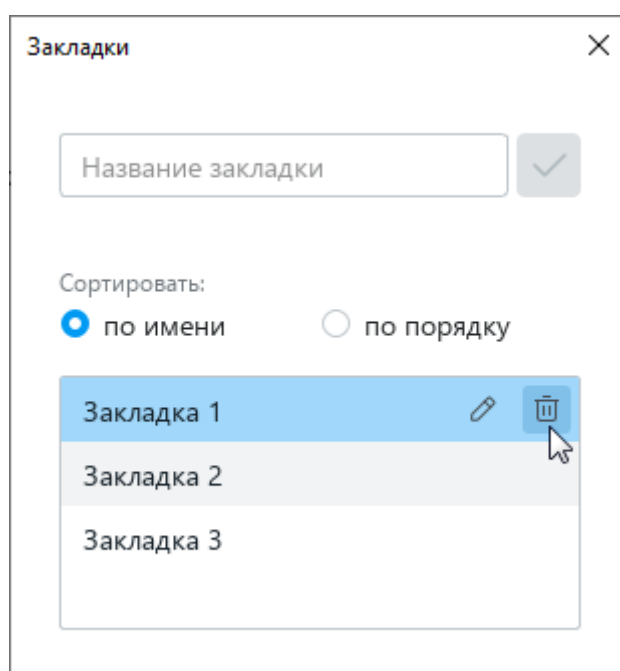 Закладки
Название закладки
Сортировать:
по имени по порядку
Закладка 1
Закладка 2
Закладка 3